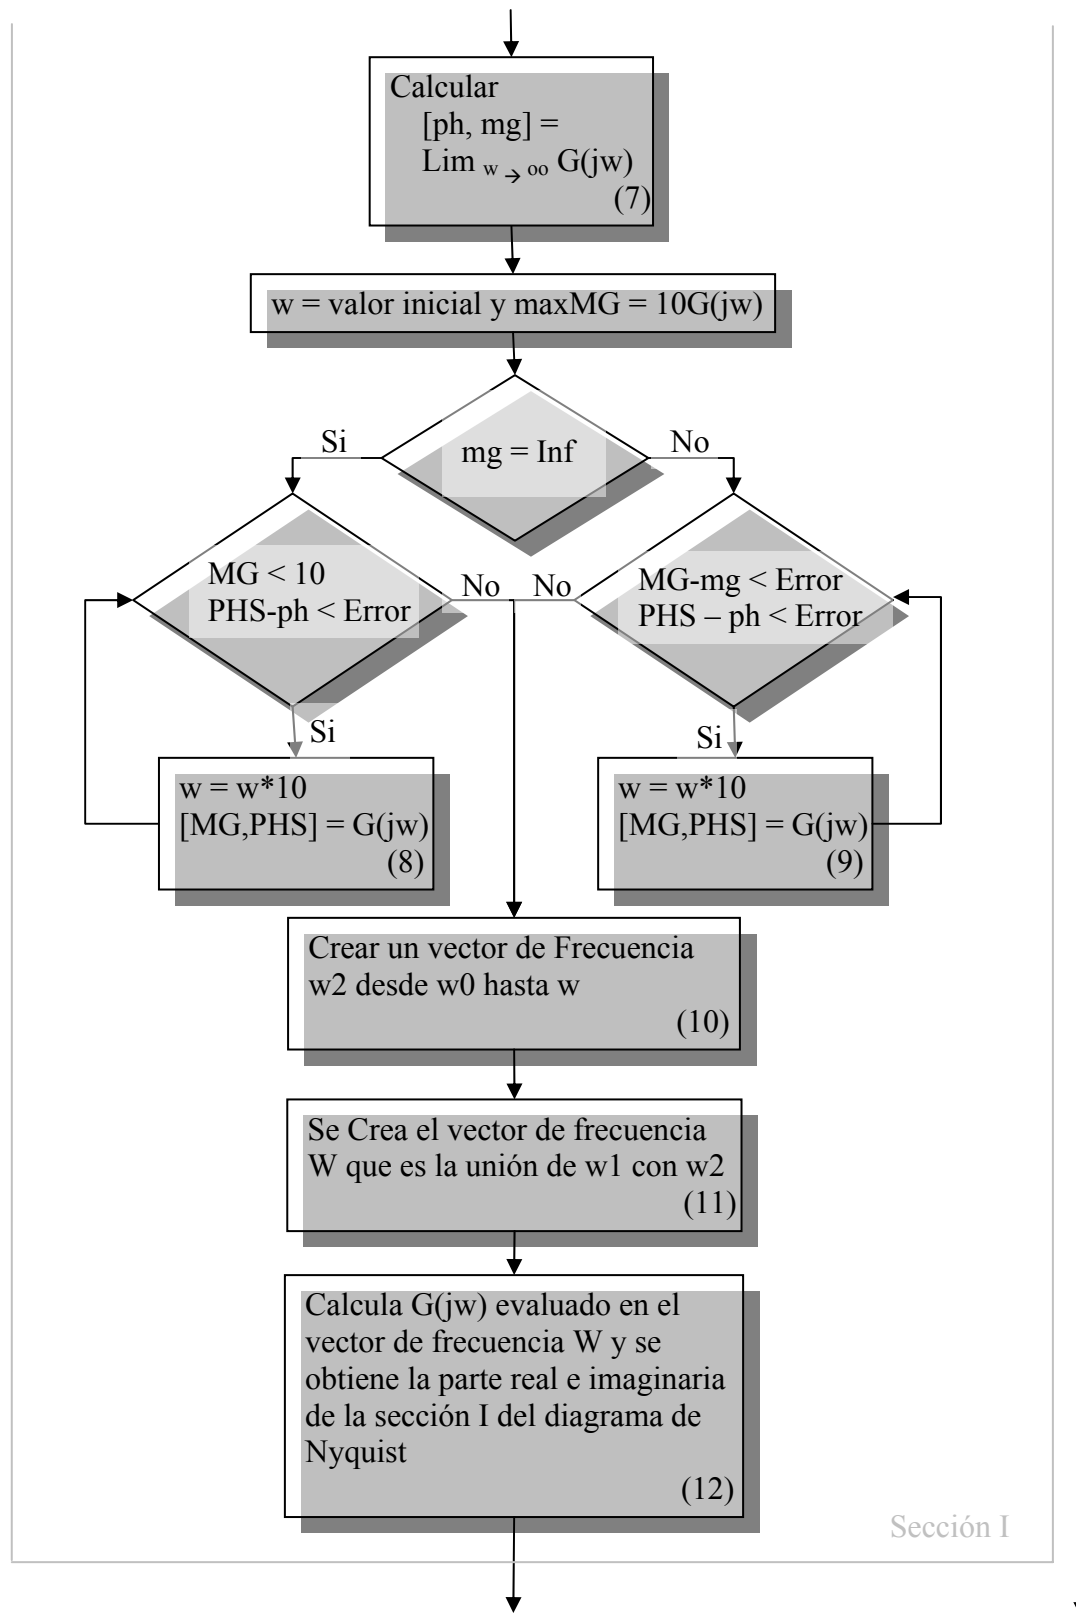 Calcular
[ph, mg] =
Lim w → oo G(jw)
(7)
w = valor inicial y maxMG = 10G(jw)
mg = Inf
Si
No
MG < 10
PHS-ph < Error
No
No
MG-mg < Error
PHS – ph < Error
Si
Si
w = w*10
[MG,PHS] = G(jw)
(8)
w = w*10
[MG,PHS] = G(jw)
(9)
Crear un vector de Frecuencia
w2 desde w0 hasta w
(10)
Se Crea el vector de frecuencia
W que es la unión de w1 con w2
(11)
Calcula G(jw) evaluado en el
vector de frecuencia W y se
obtiene la parte real e imaginaria
de la sección I del diagrama de
Nyquist
(12)
Sección I